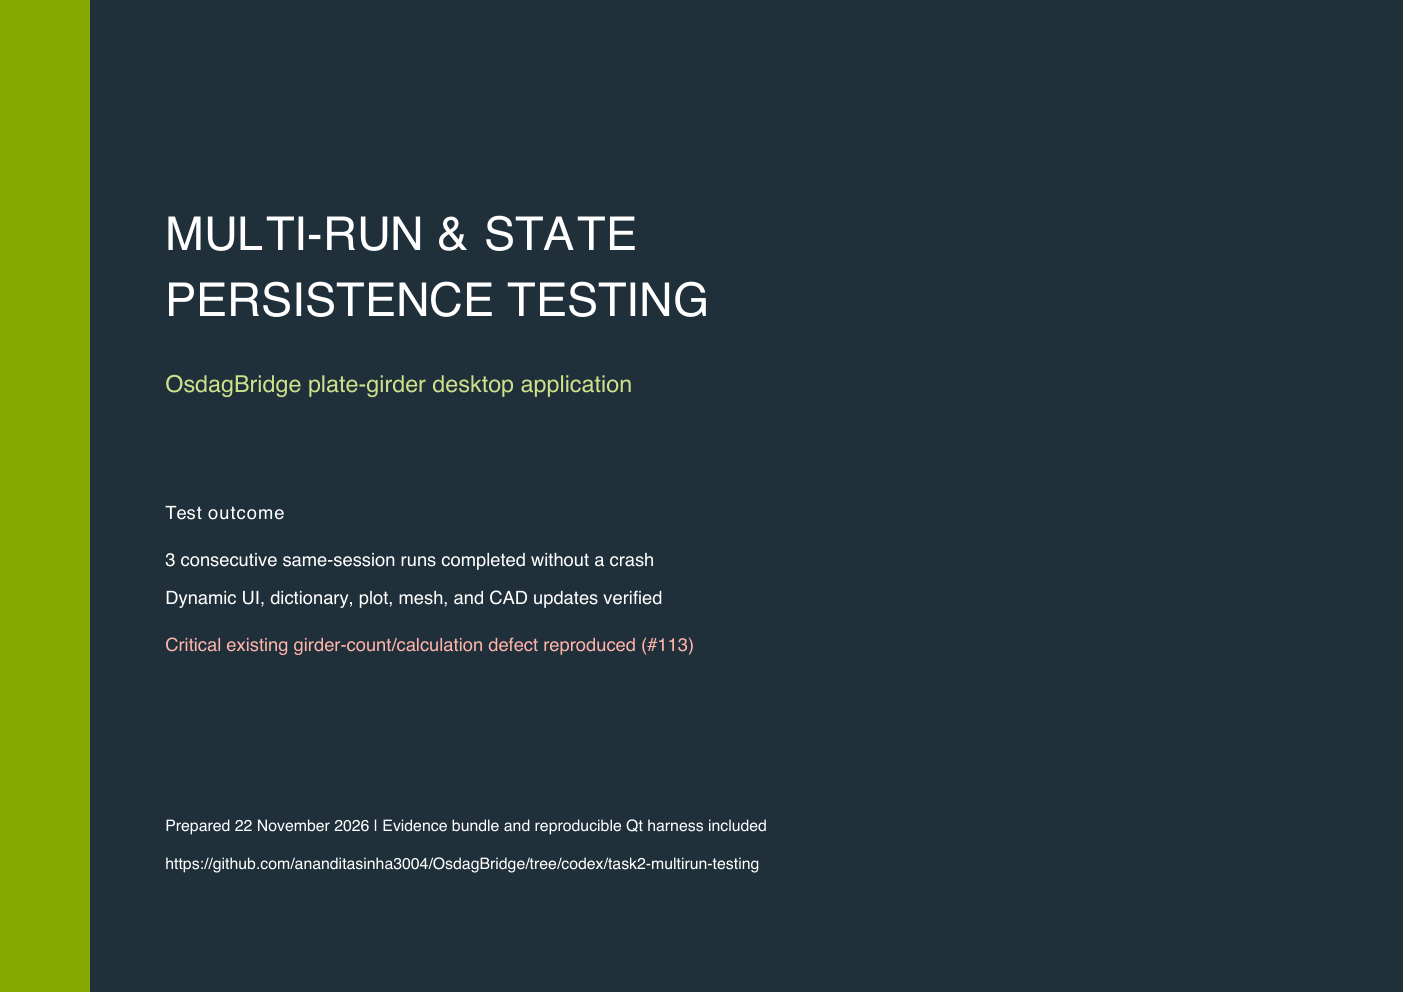 MULTI-RUN & STATE
PERSISTENCE TESTING
OsdagBridge plate-girder desktop application
Test outcome
3 consecutive same-session runs completed without a crash
Dynamic UI, dictionary, plot, mesh, and CAD updates verified
Critical existing girder-count/calculation defect reproduced (#113)
Prepared 22 November 2026 | Evidence bundle and reproducible Qt harness included
https://github.com/ananditasinha3004/OsdagBridge/tree/codex/task2-multirun-testing